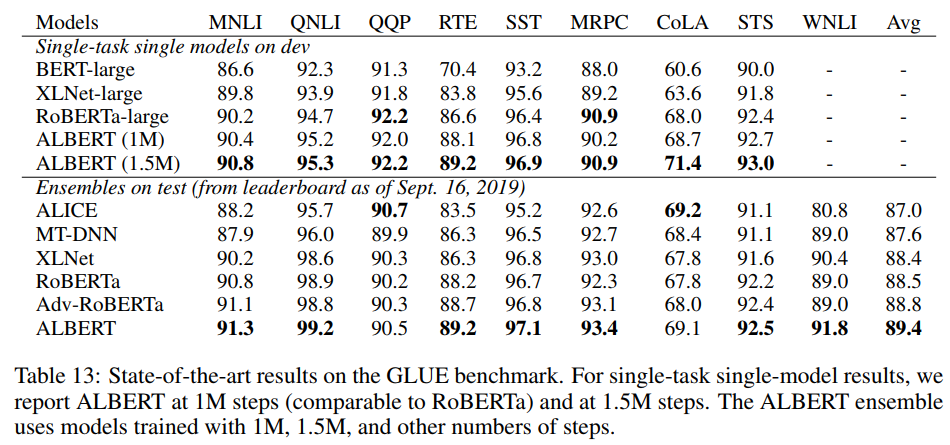 Models MNLI QNLI QQP RTE SST MRPC CoLA STS WNLI Avg
Single-task single models on dev
BERT-large 86.6 92.3 91.3 70.4 93.2 88.0 60.6 90.0 - -
XLNet-large 89.8 93.9 91.8 83.8 95.6 89.2 63.6 91.8 - -
RoBERTa-large 90.2 94.7 92.2 86.6 96.4 90.9 68.0 92.4 - -
ALBERT (1M) 90.4 95.2 92.0 88.1 96.8 90.2 68.7 92.7 - -
ALBERT (1.5M) 90.8 95.3 92.2 89.2 96.9 90.9 71.4 93.0 - -
Ensembles on test (from leaderboard as of Sept. 16, 2019)
ALICE 88.2 95.7 90.7 83.5 95.2 92.6 69.2 91.1 80.8 87.0
MT-DNN 87.9 96.0 89.9 86.3 96.5 92.7 68.4 91.1 89.0 87.6
XLNet 90.2 98.6 90.3 86.3 96.8 93.0 67.8 91.6 90.4 88.4
RoBERTa 90.8 98.9 90.2 88.2 96.7 92.3 67.8 92.2 89.0 88.5
Adv-RoBERTa 91.1 98.8 90.3 88.7 96.8 93.1 68.0 92.4 89.0 88.8
ALBERT 91.3 99.2 90.5 89.2 97.1 93.4 69.1 92.5 91.8 89.4
Table 13: State-of-the-art results on the GLUE benchmark. For single-task single-model results, we
report ALBERT at 1M steps (comparable to RoBERTa) and at 1.5M steps. The ALBERT ensemble
uses models trained with 1M, 1.5M, and other numbers of steps.